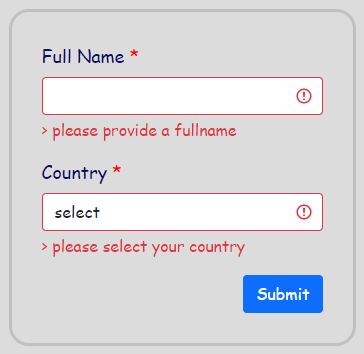 Full Name *
> please provide a fullname
Country *
select
> please select your country
Submit